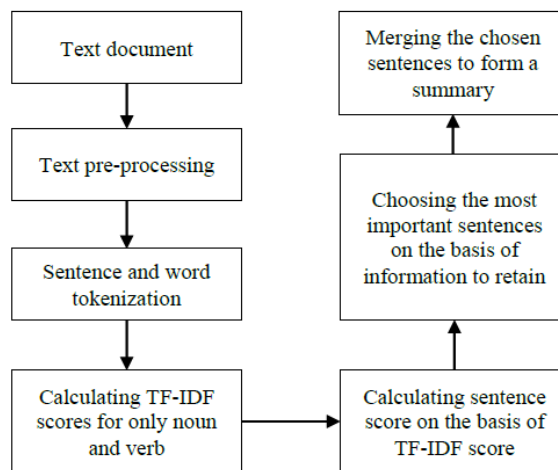 Text document
Text pre-processing
Sentence and word
tokenization
Calculating TF-IDF
scores for only noun
and verb
Calculating sentence
score on the basis of
TF-IDF score
Choosing the most
important sentences
on the basis of
information to retain
Merging the chosen
sentences to form a
summary